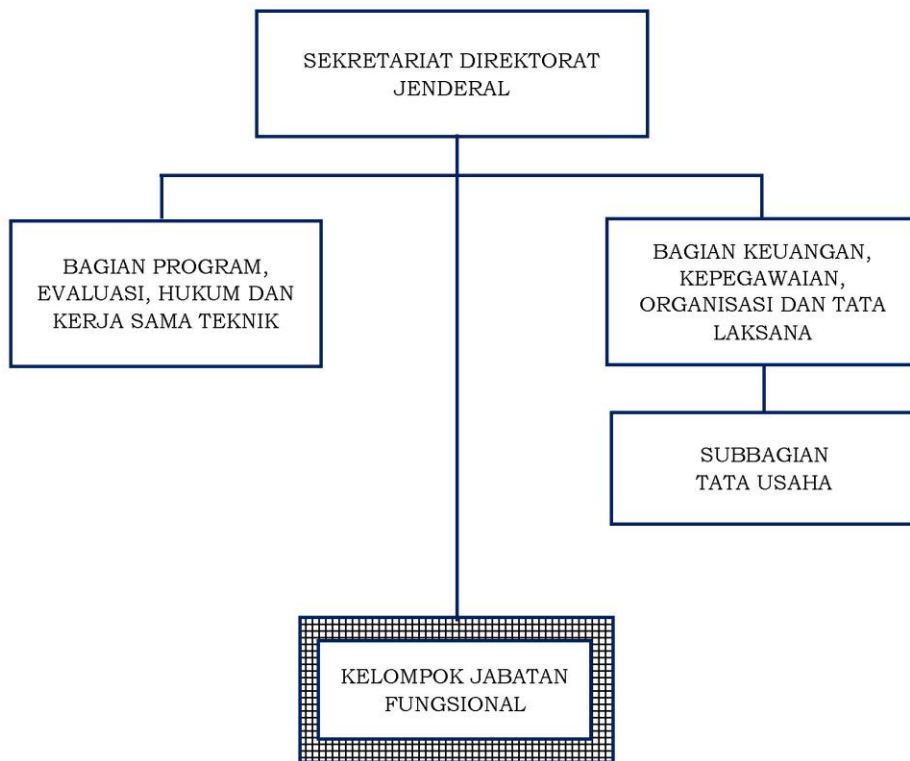 SEKRETARIAT DIREKTORAT
JENDERAL
BAGIAN PROGRAM,
EVALUASI, HUKUM DAN
KERJA SAMA TEKNIK
BAGIAN KEUANGAN,
KEPEGAWAIAN,
ORGANISASI DAN TATA
LAKSANA
SUBBAGIAN
TATA USAHA
KELOMPOK JABATAN
FUNGSIONAL